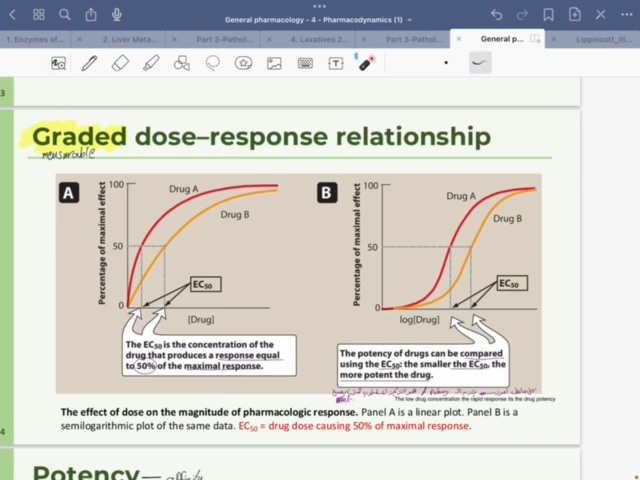 General pharmacology - 4 - Pharmacodynamics (1)
1. Enzymes of...
2. Liver Meta...
Part 3-Pathol...
4. Laxatives 2...
Part 3-Pathol...
General p...
Lippincott_Ill...
3
Graded dose–response relationship
measurable
A
Percentage of maximal effect
100
50
0
Drug A
Drug B
EC50
[Drug]
The EC50 is the concentration of the
drug that produces a response equal
to 50% of the maximal response.
B
Percentage of maximal effect
100
50
0
Drug A
Drug B
EC50
log[Drug]
The potency of drugs can be compared
using the EC50: the smaller the EC50, the
more potent the drug.
The low drug concentration the rapid response its the drug potency
The effect of dose on the magnitude of pharmacologic response. Panel A is a linear plot. Panel B is a
semilogarithmic plot of the same data. EC50 = drug dose causing 50% of maximal response.
4
Potency